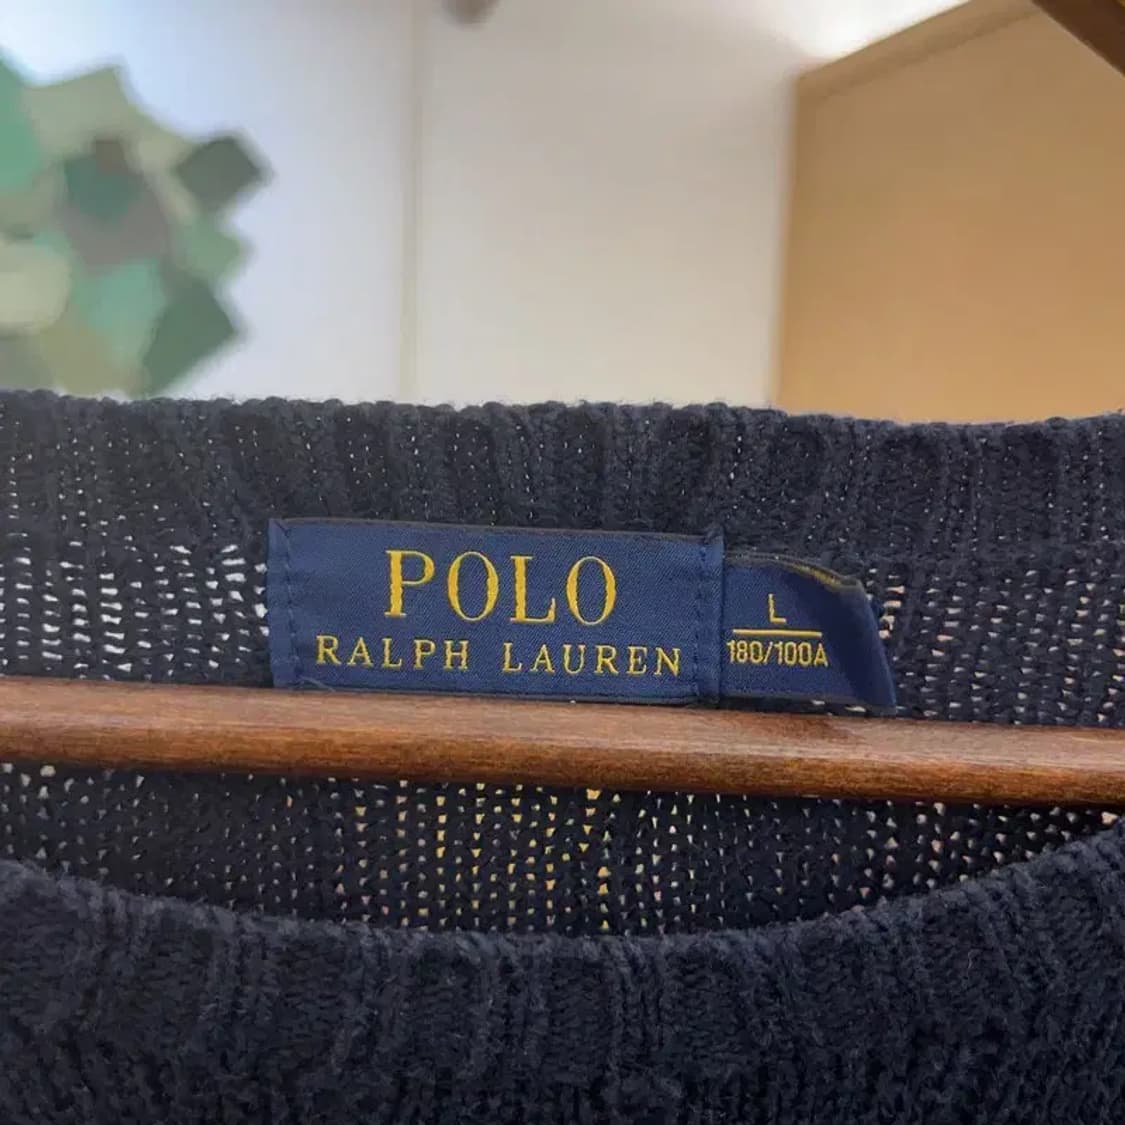 POLO
RALPH LAUREN
L
180/100A